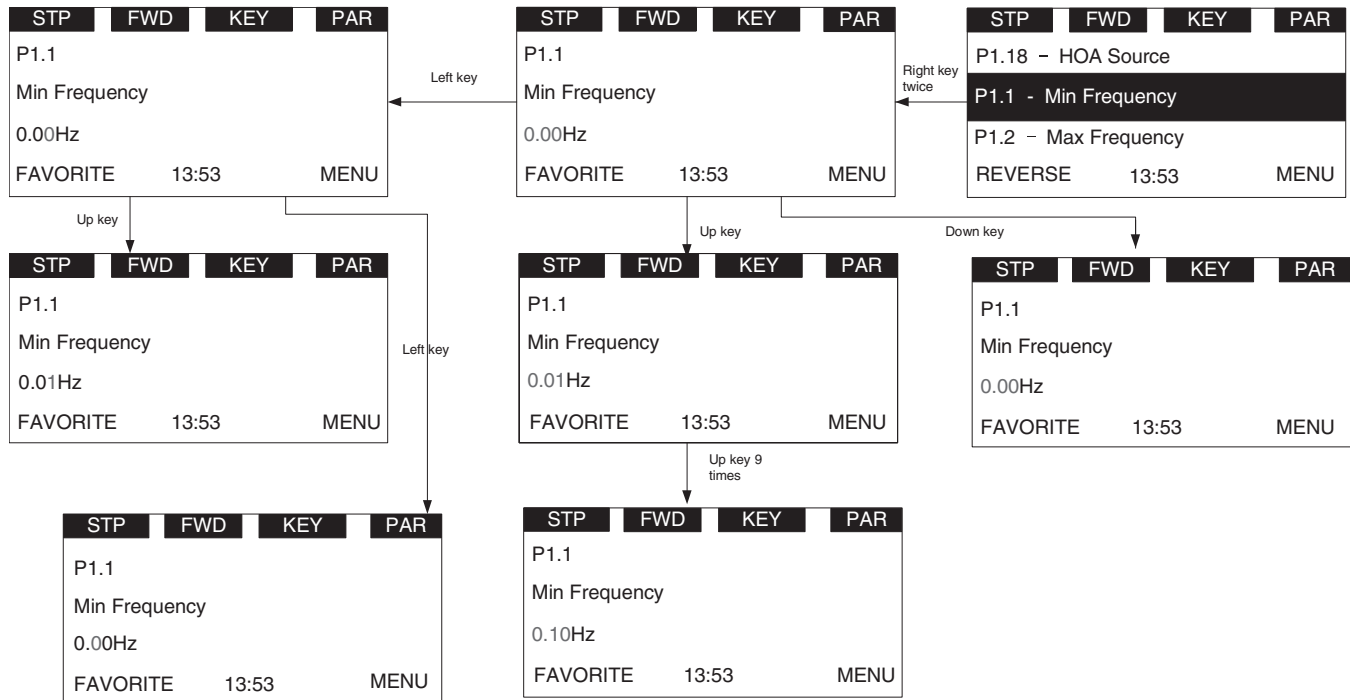 STP FWD KEY PAR
P1.1
Min Frequency
0.00Hz
FAVORITE 13:53 MENU
Left key
STP FWD KEY PAR
P1.1
Min Frequency
0.00Hz
FAVORITE 13:53 MENU
Right key
twice
STP FWD KEY PAR
P1.18 – HOA Source
P1.1 - Min Frequency
P1.2 – Max Frequency
REVERSE 13:53 MENU
Up key
Up key
Down key
STP FWD KEY PAR
P1.1
Min Frequency
0.01Hz
FAVORITE 13:53 MENU
Left key
STP FWD KEY PAR
P1.1
Min Frequency
0.01Hz
FAVORITE 13:53 MENU
STP FWD KEY PAR
P1.1
Min Frequency
0.00Hz
FAVORITE 13:53 MENU
Up key 9
times
STP FWD KEY PAR
P1.1
Min Frequency
0.00Hz
FAVORITE 13:53 MENU
STP FWD KEY PAR
P1.1
Min Frequency
0.10Hz
FAVORITE 13:53 MENU